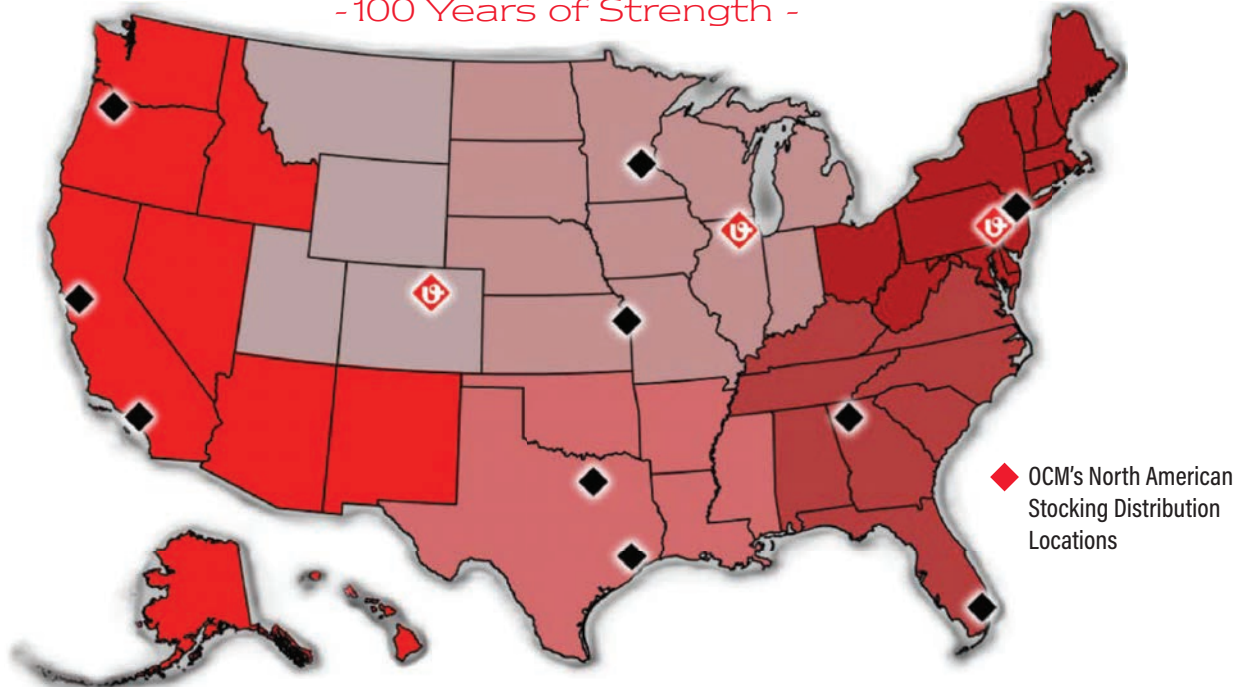 -100 Years of Strength -
OCM's North American
Stocking Distribution
Locations